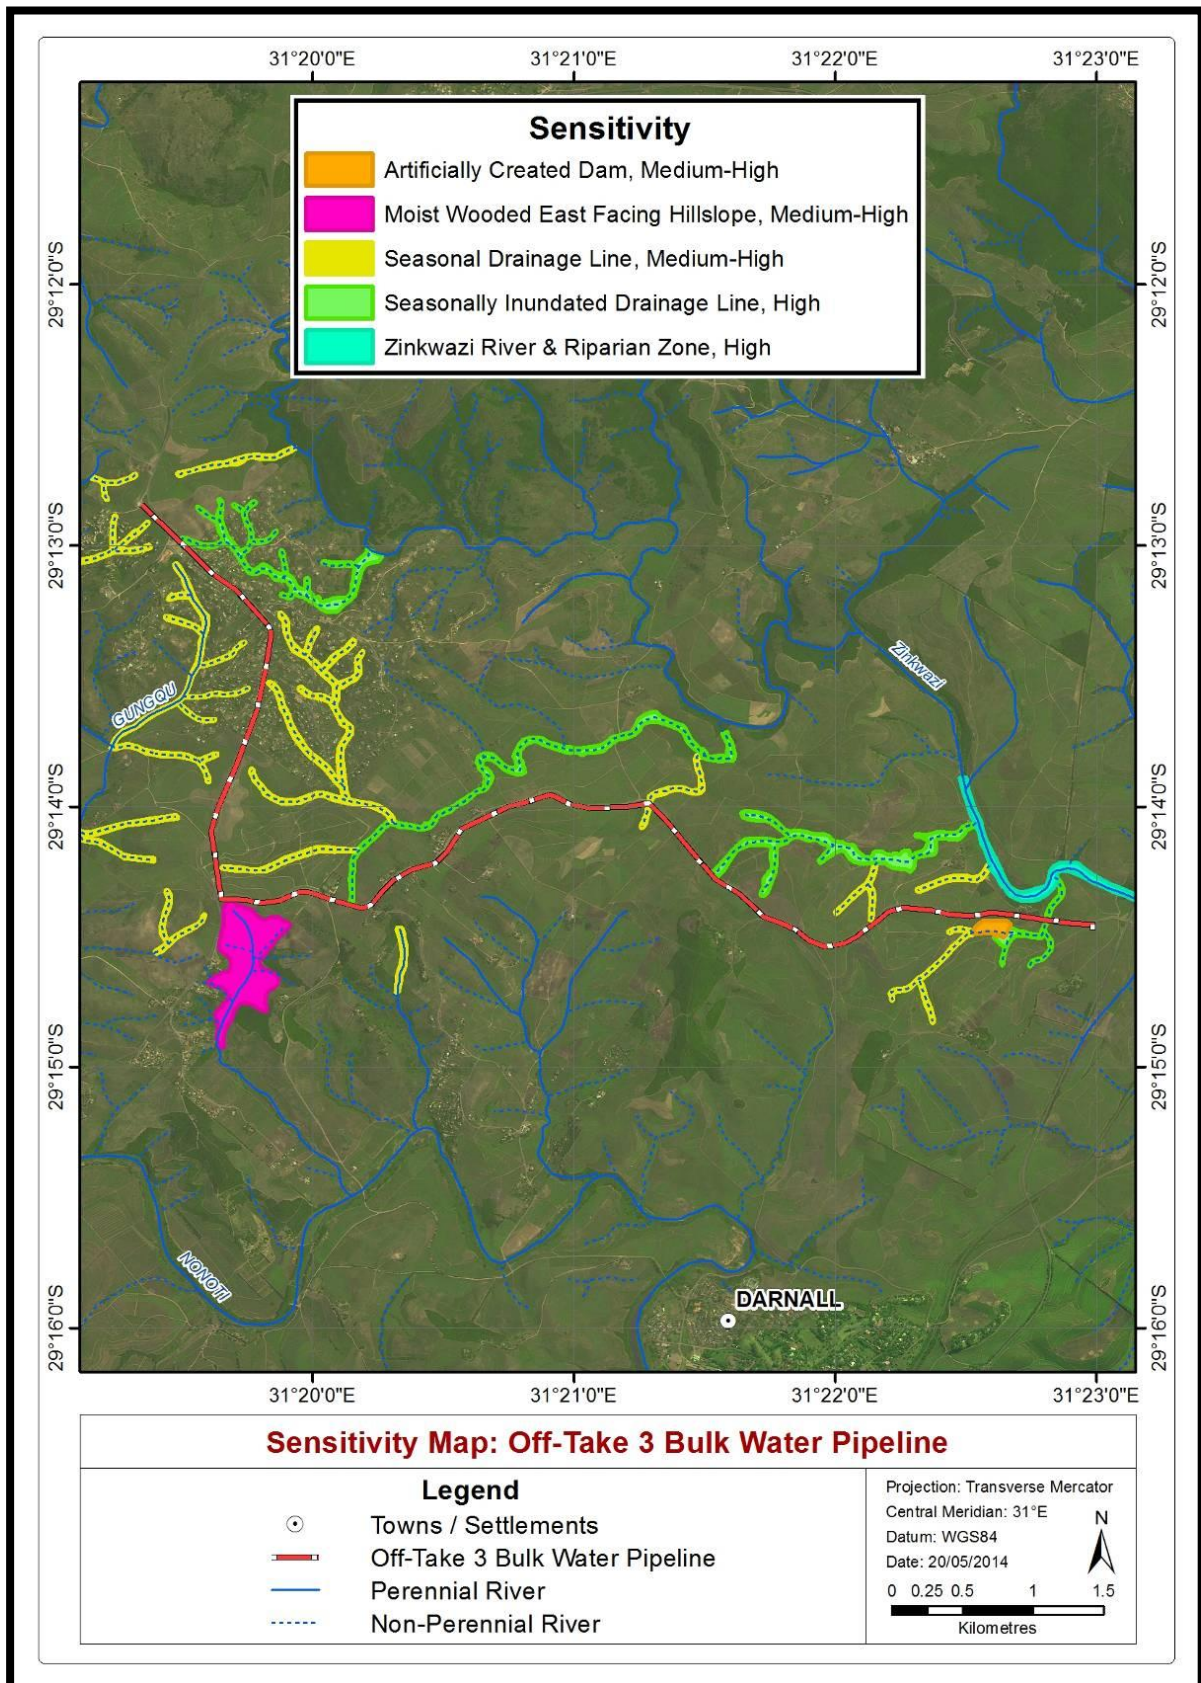 31°20'0"E 31°21'0"E 31°22'0"E 31°23'0"E
Sensitivity
Artificially Created Dam, Medium-High
Moist Wooded East Facing Hillslope, Medium-High
Seasonal Drainage Line, Medium-High
Seasonally Inundated Drainage Line, High
Zinkwazi River & Riparian Zone, High
29°12'0"S 29°12'0"S
29°13'0"S 29°13'0"S
Zinkwazi
GUNGQU
29°14'0"S 29°14'0"S
29°15'0"S 29°15'0"S
NONOTI
DARNALL
29°16'0"S 29°16'0"S
31°20'0"E 31°21'0"E 31°22'0"E 31°23'0"E
Sensitivity Map: Off-Take 3 Bulk Water Pipeline
Legend
Towns / Settlements
Off-Take 3 Bulk Water Pipeline
Perennial River
Non-Perennial River
Projection: Transverse Mercator
Central Meridian: 31°E
Datum: WGS84
Date: 20/05/2014
N
0 0.25 0.5 1 1.5
Kilometres